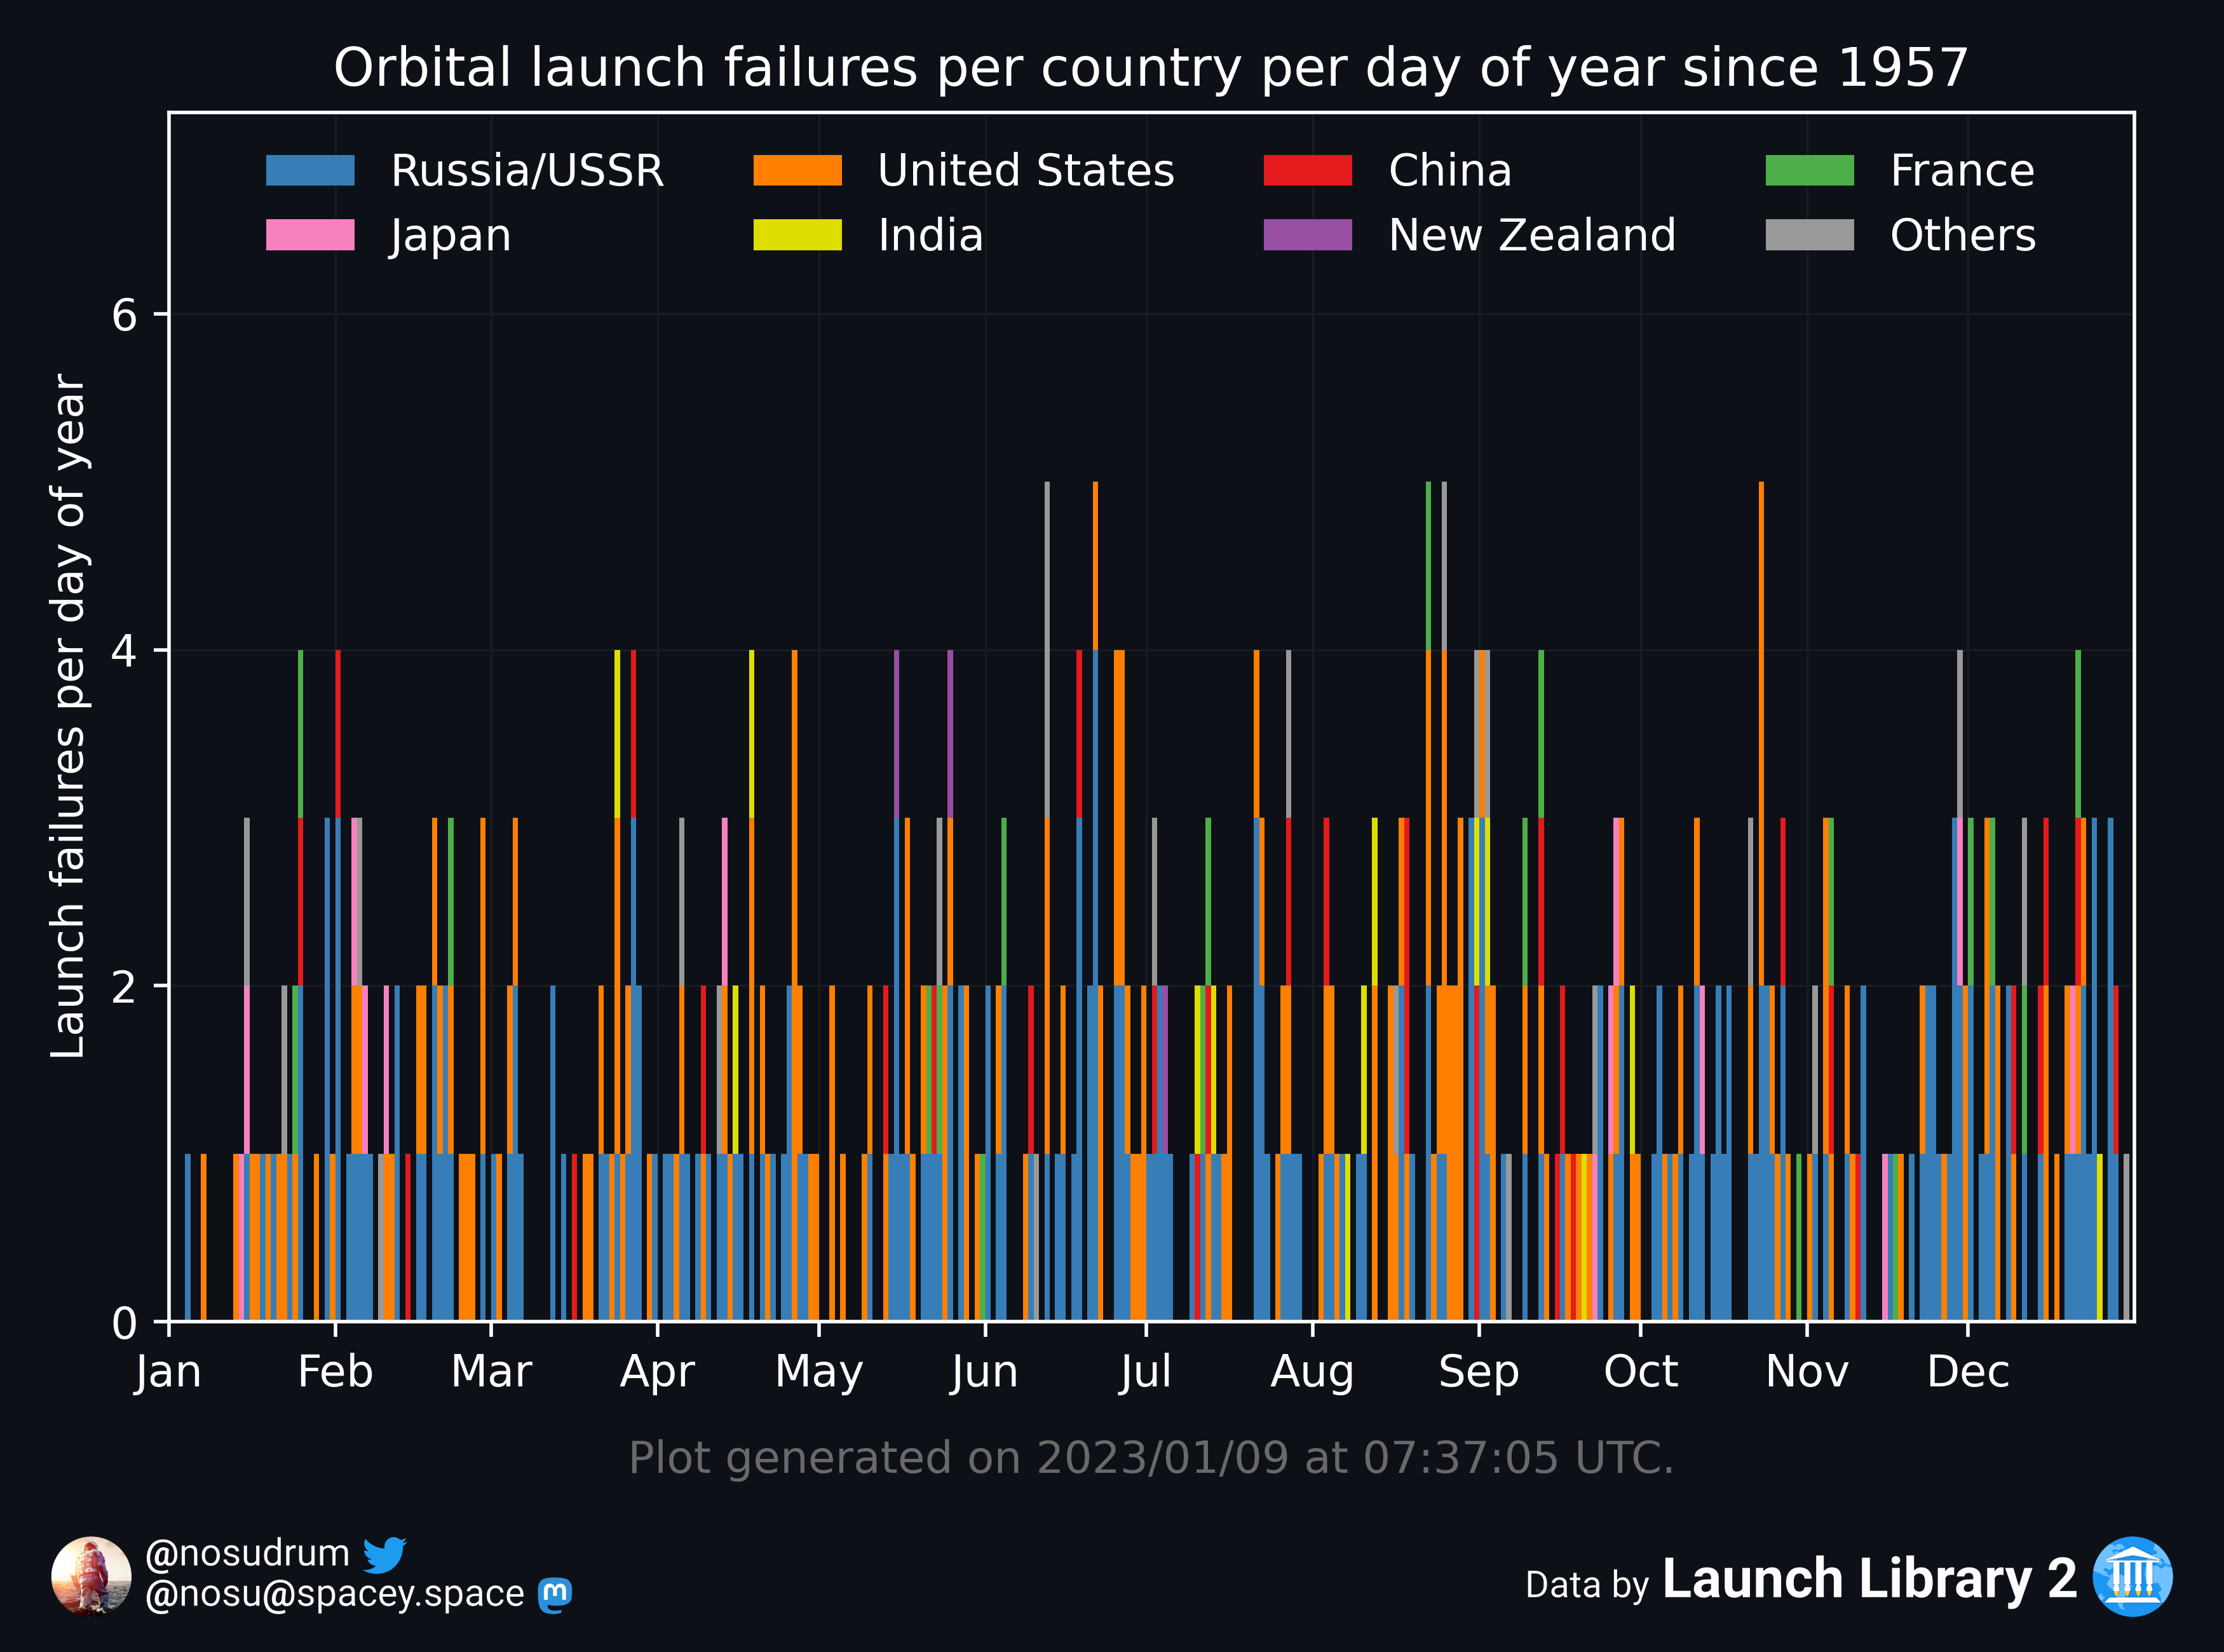 Orbital launch failures per country per day of year since 1957
Russia/USSR United States China France
Japan India New Zealand Others
Launch failures per day of year
6
4
2
0
Jan Feb Mar Apr May Jun Jul Aug Sep Oct Nov Dec
Plot generated on 2023/01/09 at 07:37:05 UTC.
@nosudrum
@nosu@spacey.space
Data by Launch Library 2